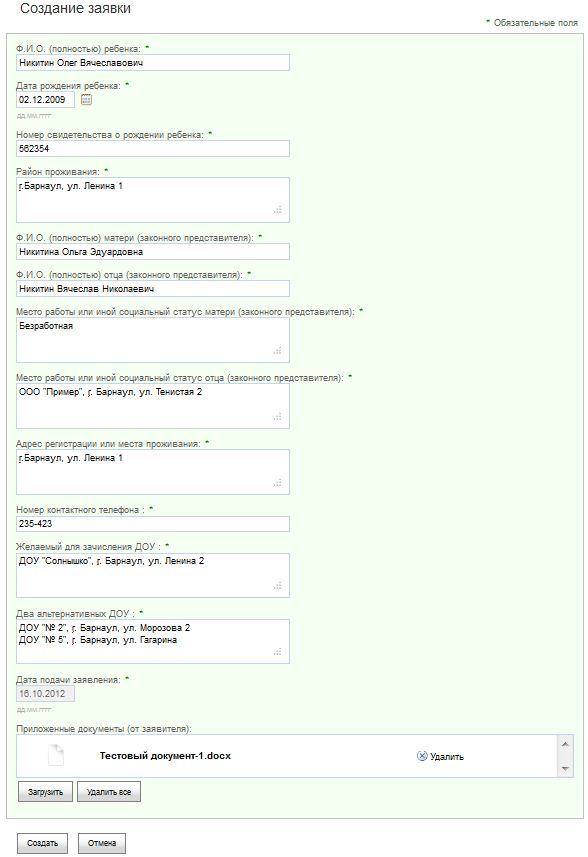 Создание заявки
* Обязательные поля
Ф.И.О. (полностью) ребенка: *
Никитин Олег Вячеславович
Дата рождения ребенка: *
02.12.2009
ДД.ММ.ГГГГ
Номер свидетельства о рождении ребенка: *
562354
Район проживания: *
г.Барнаул, ул. Ленина 1
Ф.И.О. (полностью) матери (законного представителя): *
Никитина Ольга Эдуардовна
Ф.И.О. (полностью) отца (законного представителя): *
Никитин Вячеслав Николаевич
Место работы или иной социальный статус матери (законного представителя): *
Безработная
Место работы или иной социальный статус отца (законного представителя): *
ООО "Пример", г. Барнаул, ул. Тенистая 2
Адрес регистрации или места проживания: *
г.Барнаул, ул. Ленина 1
Номер контактного телефона : *
235-423
Желаемый для зачисления ДОУ : *
ДОУ "Солнышко", г. Барнаул, ул. Ленина 2
Два альтернативных ДОУ : *
ДОУ "№ 2", г. Барнаул, ул. Морозова 2
ДОУ "№ 5", г. Барнаул, ул. Гагарина
Дата подачи заявления: *
16.10.2012
ДД.ММ.ГГГГ
Приложенные документы (от заявителя):
Тестовый документ-1.docx Удалить
Загрузить Удалить все
Создать Отмена